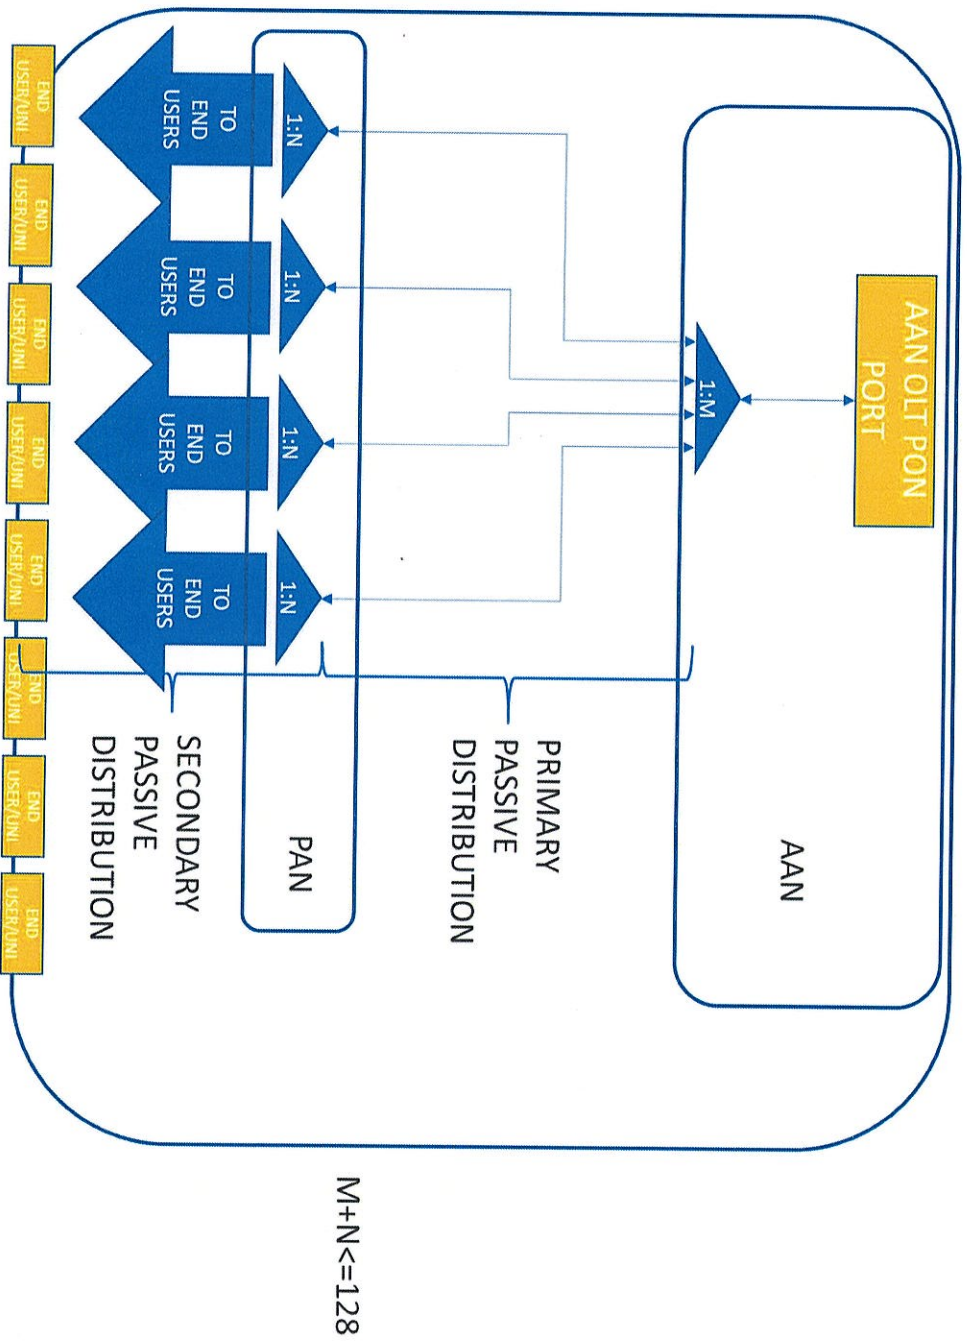 AAN OLT PON
PORT
AAN
1:M
PRIMARY
PASSIVE
DISTRIBUTION
1:N
1:N
1:N
1:N
PAN
TO
END
USERS
TO
END
USERS
TO
END
USERS
TO
END
USERS
SECONDARY
PASSIVE
DISTRIBUTION
END
USER/UNI
END
USER/UNI
END
USER/UNI
END
USER/UNI
END
USER/UNI
END
USER/UNI
END
USER/UNI
END
USER/UNI
M+N<=128